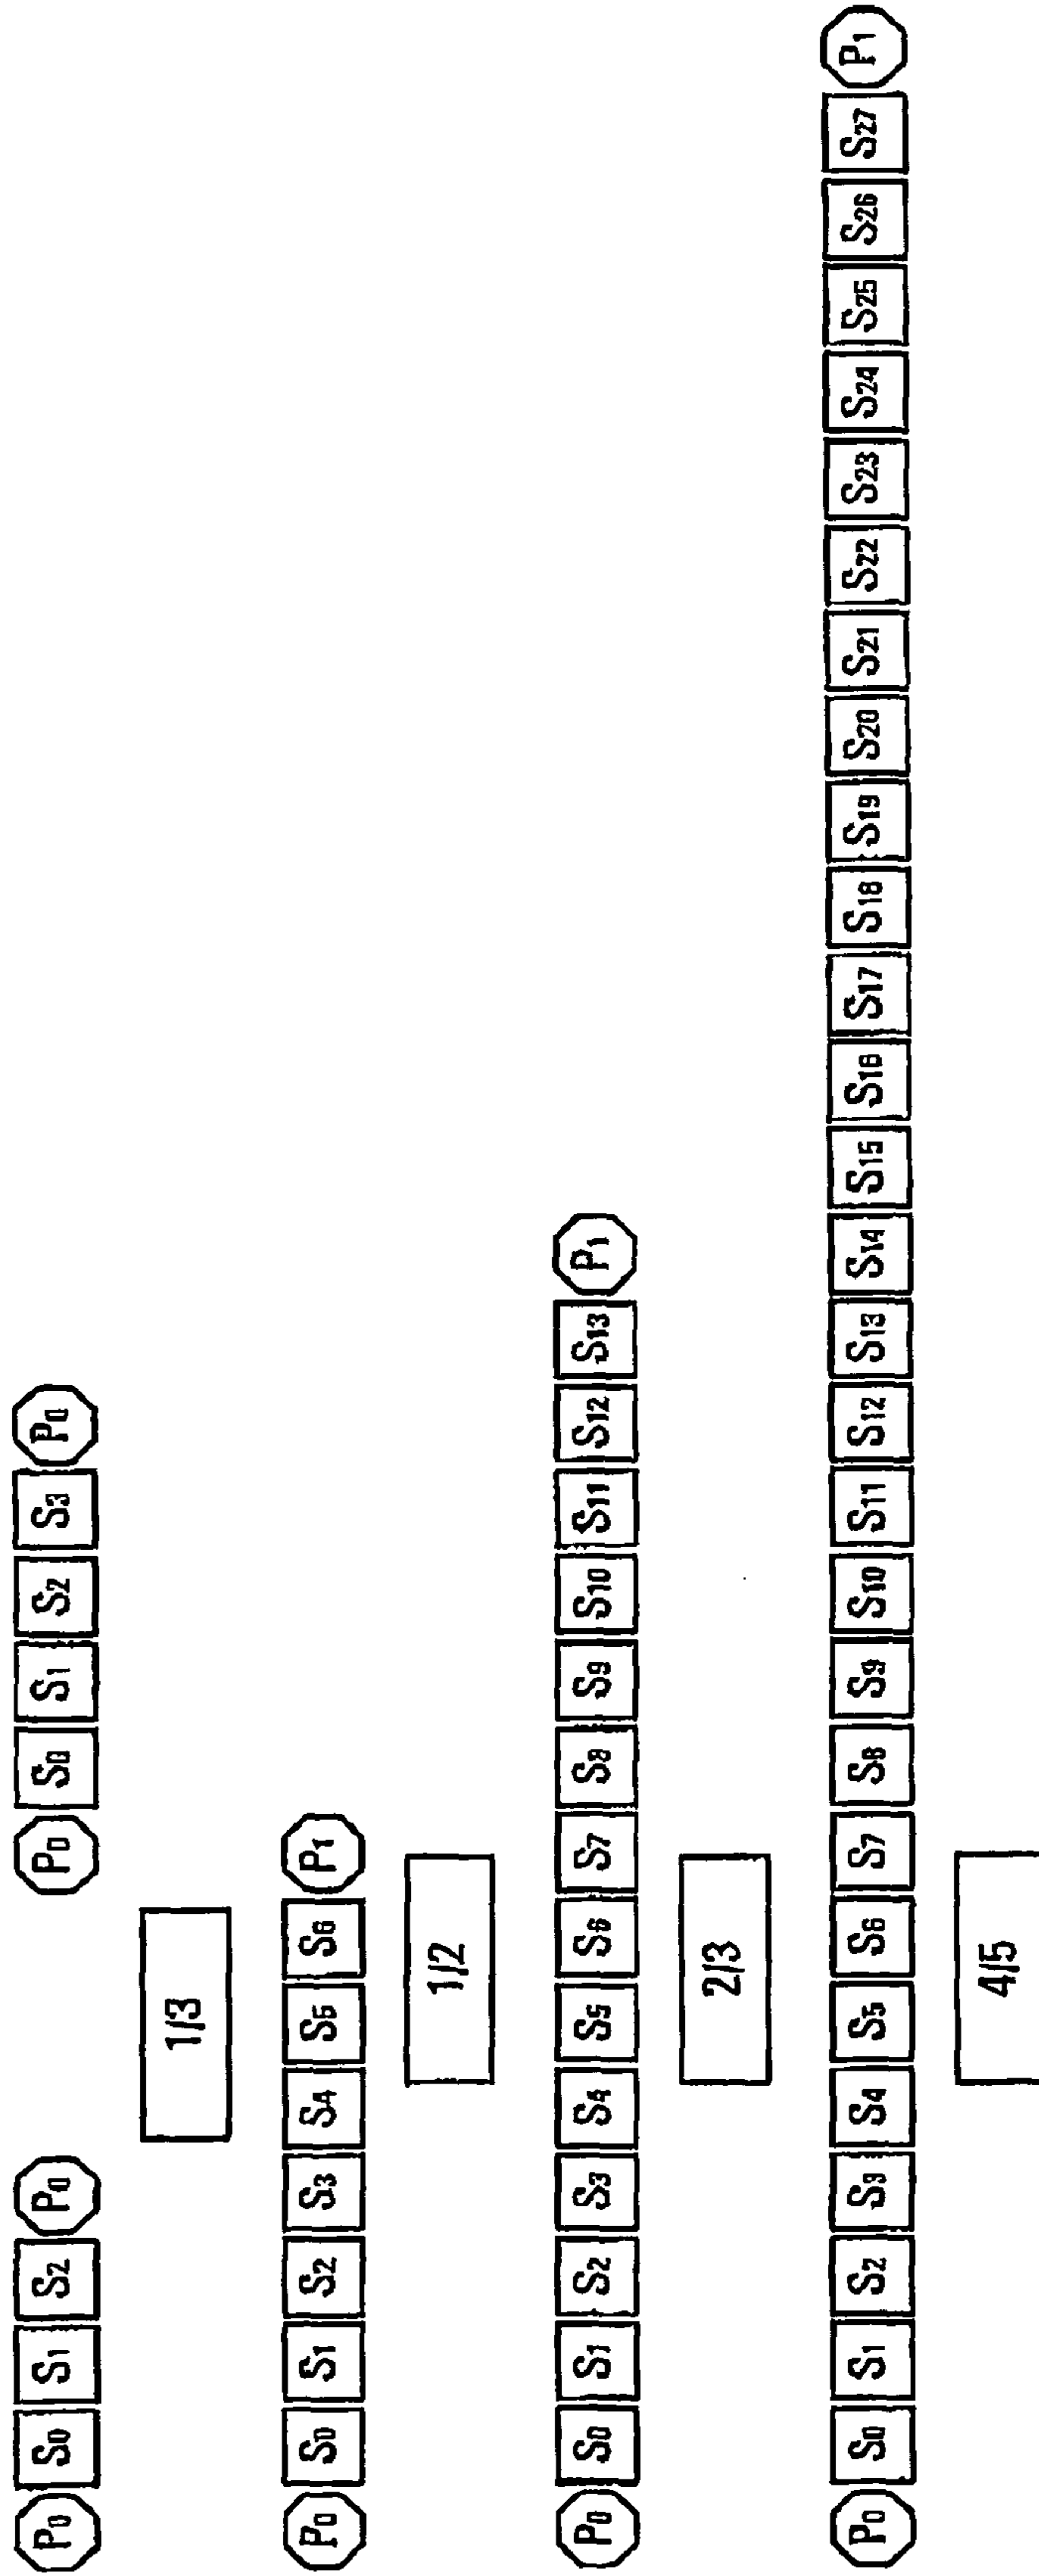 P0 S0 S1 S2 P0 P0 S0 S1 S2 S3 P0
1/3
P0 S0 S1 S2 S3 S4 S5 S6 P1
1/2
P0 S0 S1 S2 S3 S4 S5 S6 S7 S8 S9 S10 S11 S12 S13 P1
2/3
P0 S0 S1 S2 S3 S4 S5 S6 S7 S8 S9 S10 S11 S12 S13 S14 S15 S16 S17 S18 S19 S20 S21 S22 S23 S24 S25 S26 S27 P1
4/5